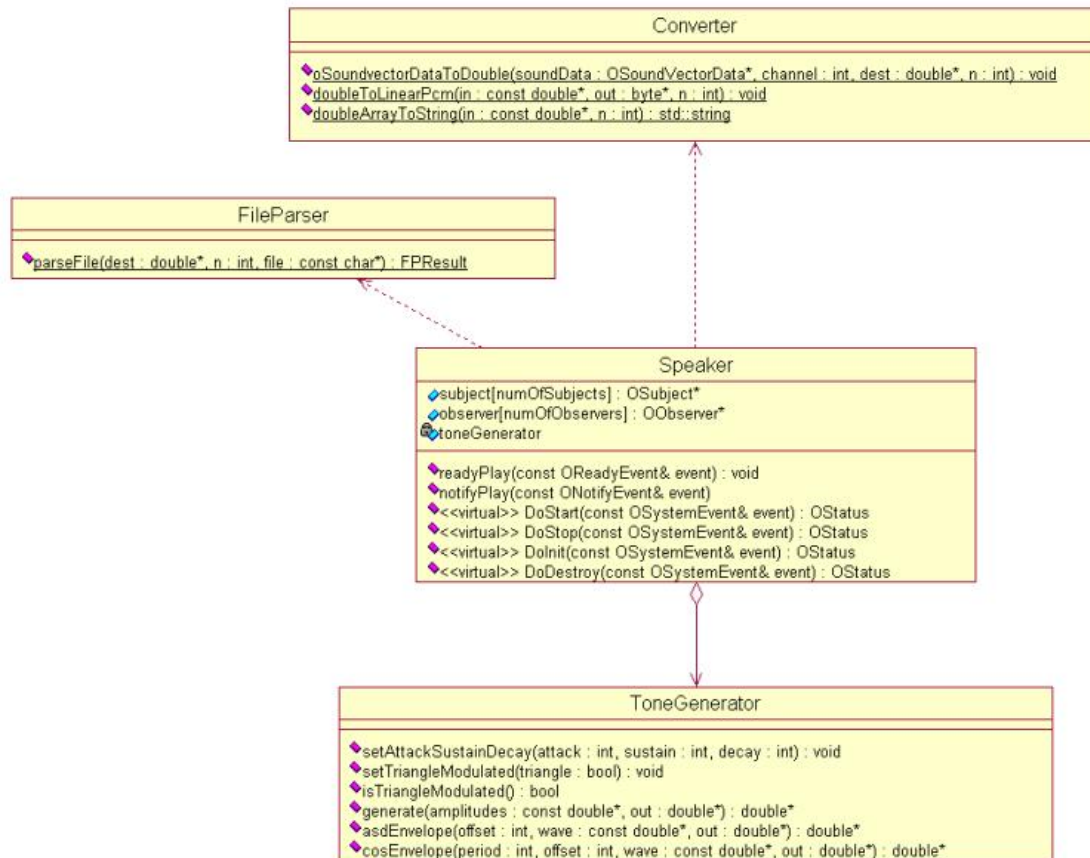 Converter
oSoundvectorDataToDouble(soundData : OSoundVectorData*, channel : int, dest : double*, n : int) : void
doubleToLinearPcm(in : const double*, out : byte*, n : int) : void
doubleArrayToString(in : const double*, n : int) : std::string
FileParser
parseFile(dest : double*, n : int, file : const char*) : FPResult
Speaker
subject[numOfSubjects] : OSubject*
observer[numOfObservers] : OObserver*
toneGenerator
readyPlay(const OReadyEvent& event) : void
notifyPlay(const ONotifyEvent& event)
<<virtual>> DoStart(const OSystemEvent& event) : OStatus
<<virtual>> DoStop(const OSystemEvent& event) : OStatus
<<virtual>> DoInit(const OSystemEvent& event) : OStatus
<<virtual>> DoDestroy(const OSystemEvent& event) : OStatus
ToneGenerator
setAttackSustainDecay(attack : int, sustain : int, decay : int) : void
setTriangleModulated(triangle : bool) : void
isTriangleModulated() : bool
generate(amplitudes : const double*, out : double*) : double*
asdEnvelope(offset : int, wave : const double*, out : double*) : double*
cosEnvelope(period : int, offset : int, wave : const double*, out : double*) : double*